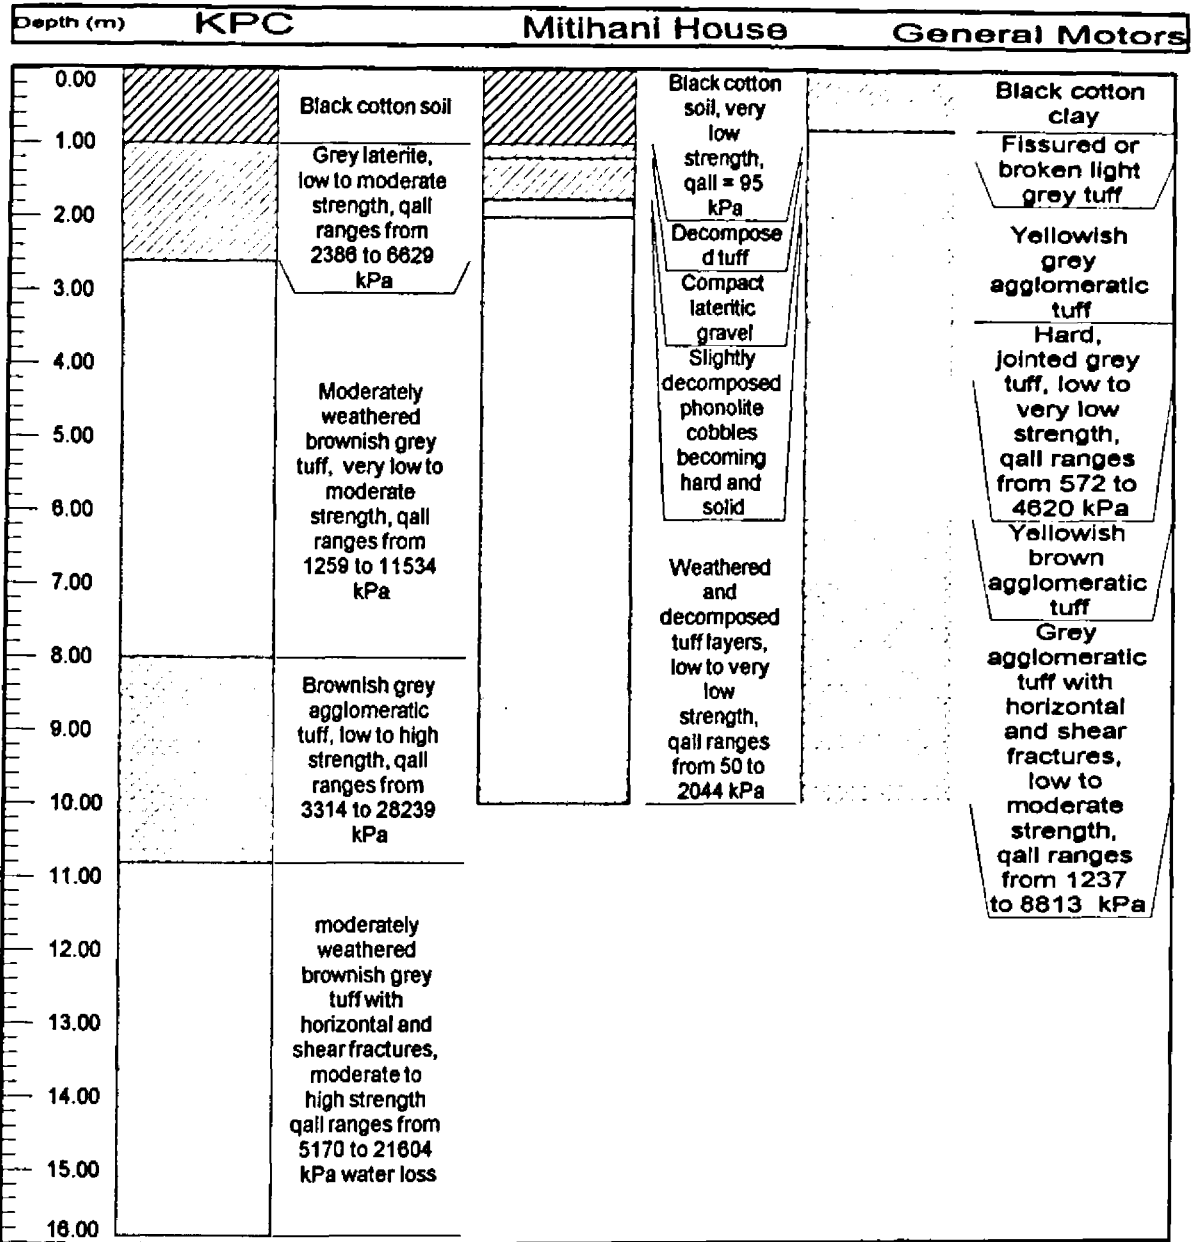 Depth (m) KPC Mitihani House General Motors
0.00
1.00
2.00
3.00
4.00
5.00
6.00
7.00
8.00
9.00
10.00
11.00
12.00
13.00
14.00
15.00
16.00
Black cotton soil
Grey laterite,
low to moderate
strength, qall
ranges from
2386 to 6629
kPa
Moderately
weathered
brownish grey
tuff, very low to
moderate
strength, qall
ranges from
1259 to 11534
kPa
Brownish grey
agglomeratic
tuff, low to high
strength, qall
ranges from
3314 to 28239
kPa
moderately
weathered
brownish grey
tuff with
horizontal and
shear fractures,
moderate to
high strength
qall ranges from
5170 to 21604
kPa water loss
Black cotton
soil, very
low
strength,
qall = 95
kPa
Decompose
d tuff
Compact
lateritic
gravel
Slightly
decomposed
phonolite
cobbles
becoming
hard and
solid
Weathered
and
decomposed
tuff layers,
low to very
low
strength,
qall ranges
from 50 to
2044 kPa
Black cotton
clay
Fissured or
broken light
grey tuff
Yellowish
grey
agglomeratic
tuff
Hard,
jointed grey
tuff, low to
very low
strength,
qall ranges
from 572 to
4620 kPa
Yellowish
brown
agglomeratic
tuff
Grey
agglomeratic
tuff with
horizontal
and shear
fractures,
low to
moderate
strength,
qall ranges
from 1237
to 8813 kPa